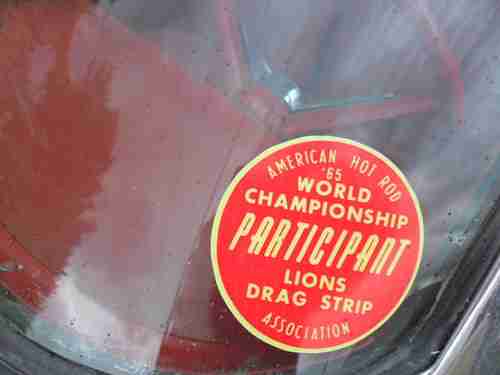 AMERICAN HOT ROD
'65
WORLD
CHAMPIONSHIP
PARTICIPANT
LIONS
DRAG STRIP
ASSOCIATION